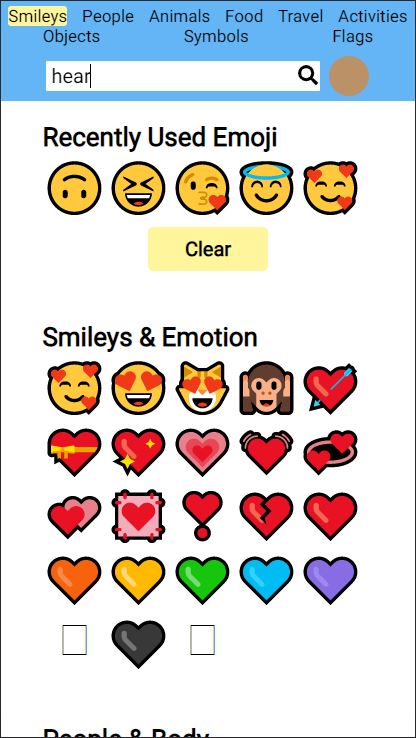 Smileys People Animals Food Travel Activities
Objects Symbols Flags
hear
Recently Used Emoji
Clear
Smileys & Emotion
People & Body